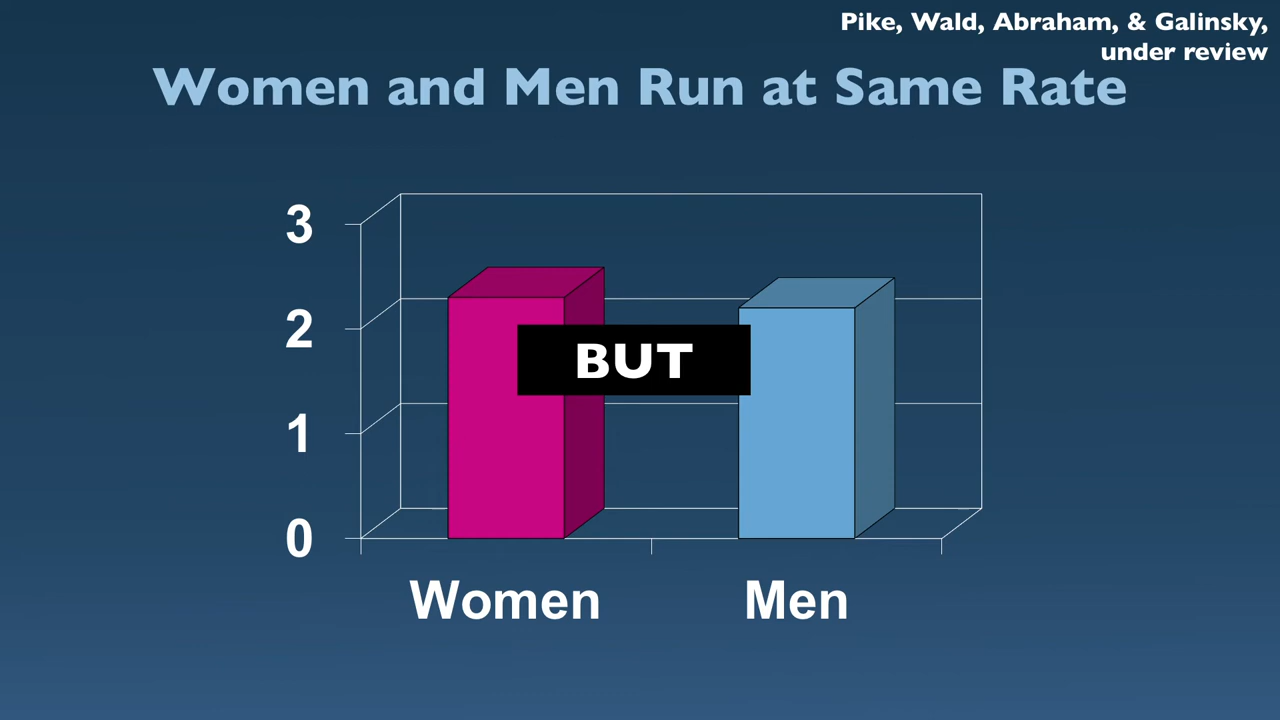 Pike, Wald, Abraham, & Galinsky,
under review
Women and Men Run at Same Rate
3
2
1
0
BUT
Women
Men